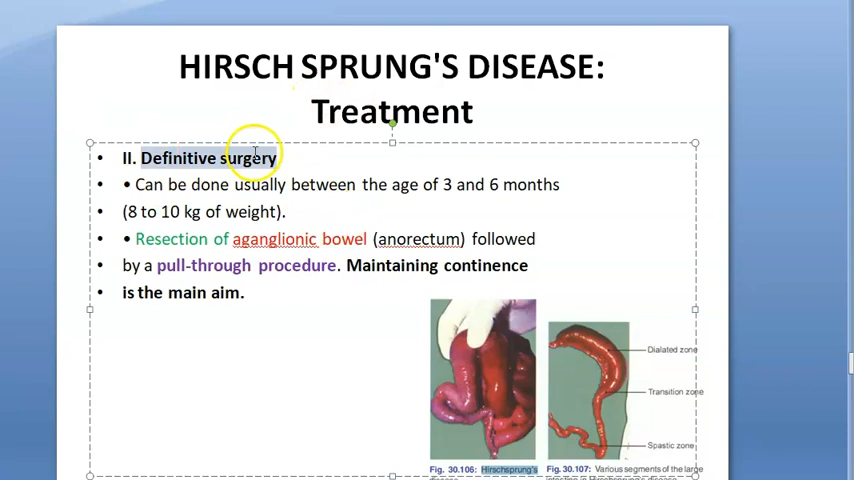 HIRSCH SPRUNG'S DISEASE:
Treatment
• II. Definitive surgery
• • Can be done usually between the age of 3 and 6 months
• (8 to 10 kg of weight).
• • Resection of aganglionic bowel (anorectum) followed
• by a pull-through procedure. Maintaining continence
• is the main aim.
Dialated zone
Transition zone
Spastic zone
Fig. 30.106: Hirschsprung's
Fig. 30.107: Various segments of the large